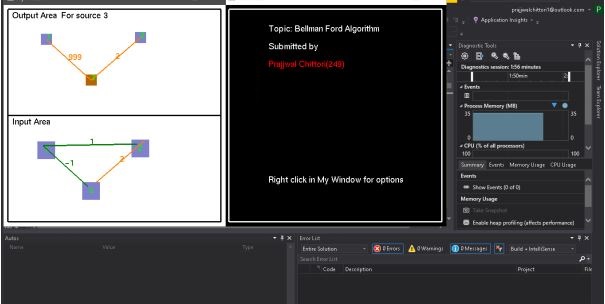 Output Area For source 3
999
2
Input Area
1
-1
2
Topic: Bellman Ford Algorithm
Submitted by
Prajjwal Chittori(249)
Right click in My Window for options
prajjwalchittori1@outlook.com
P
Application Insights
Diagnostic Tools
Diagnostics session: 1:56 minutes
1:50min
Events
Process Memory (MB)
35
35
0
0
CPU (% of all processors)
100
100
Summary Events Memory Usage CPU Usage
Events
Show Events (0 of 0)
Memory Usage
Take Snapshot
Enable heap profiling (affects performance)
Solution Explorer
Team Explorer
Autos
Name Value Type
Error List
Entire Solution
0 Errors
0 Warnings
0 Messages
Build + IntelliSense
Search Error List
Code Description Project File